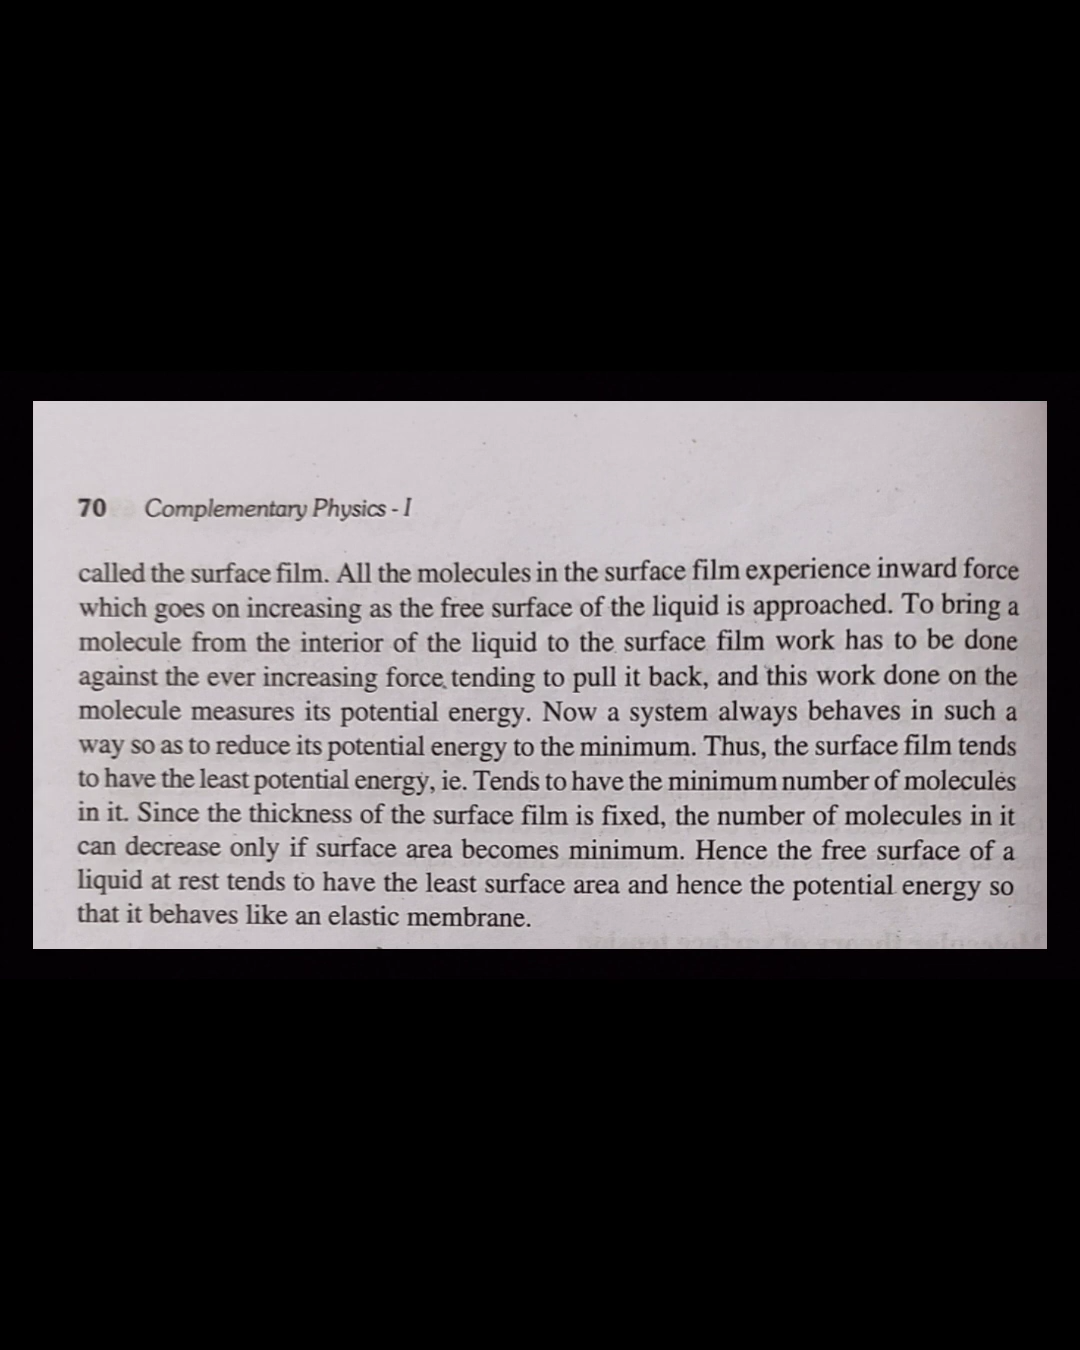 70 Complementary Physics - I
called the surface film. All the molecules in the surface film experience inward force
which goes on increasing as the free surface of the liquid is approached. To bring a
molecule from the interior of the liquid to the surface film work has to be done
against the ever increasing force tending to pull it back, and this work done on the
molecule measures its potential energy. Now a system always behaves in such a
way so as to reduce its potential energy to the minimum. Thus, the surface film tends
to have the least potential energy, ie. Tends to have the minimum number of molecules
in it. Since the thickness of the surface film is fixed, the number of molecules in it
can decrease only if surface area becomes minimum. Hence the free surface of a
liquid at rest tends to have the least surface area and hence the potential energy so
that it behaves like an elastic membrane.